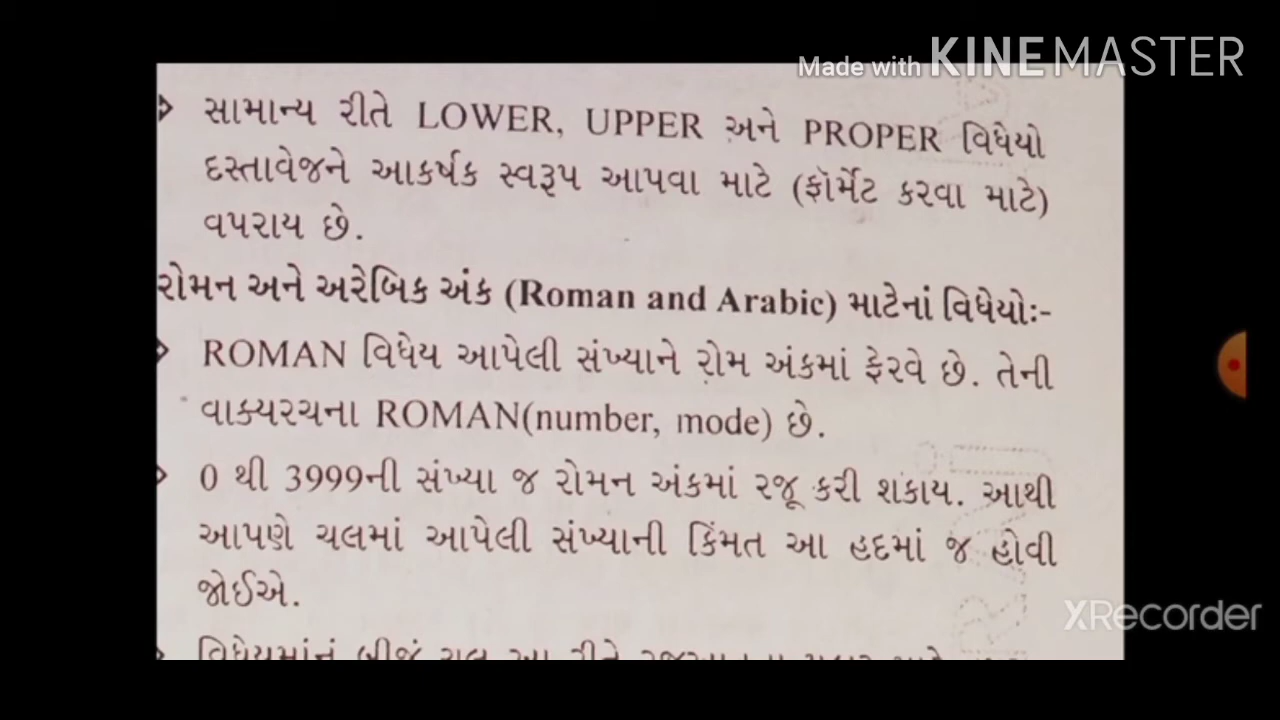 Made with KINEMASTER
સામાન્ય રીતે LOWER, UPPER અને PROPER વિધેયો
દસ્તાવેજને આકર્ષક સ્વરૂપ આપવા માટે (ફૉર્મેટ કરવા માટે)
વપરાય છે.
રોમન અને અરેબિક અંક (Roman and Arabic) માટેનાં વિધેયોઃ-
ROMAN વિધેય આપેલી સંખ્યાને રોમ અંકમાં ફેરવે છે. તેની
વાક્યરચના ROMAN(number, mode) છે.
0 થી 3999ની સંખ્યા જ રોમન અંકમાં રજૂ કરી શકાય. આથી
આપણે ચલમાં આપેલી સંખ્યાની કિંમત આ હદમાં જ હોવી
જોઈએ.
XRecorder